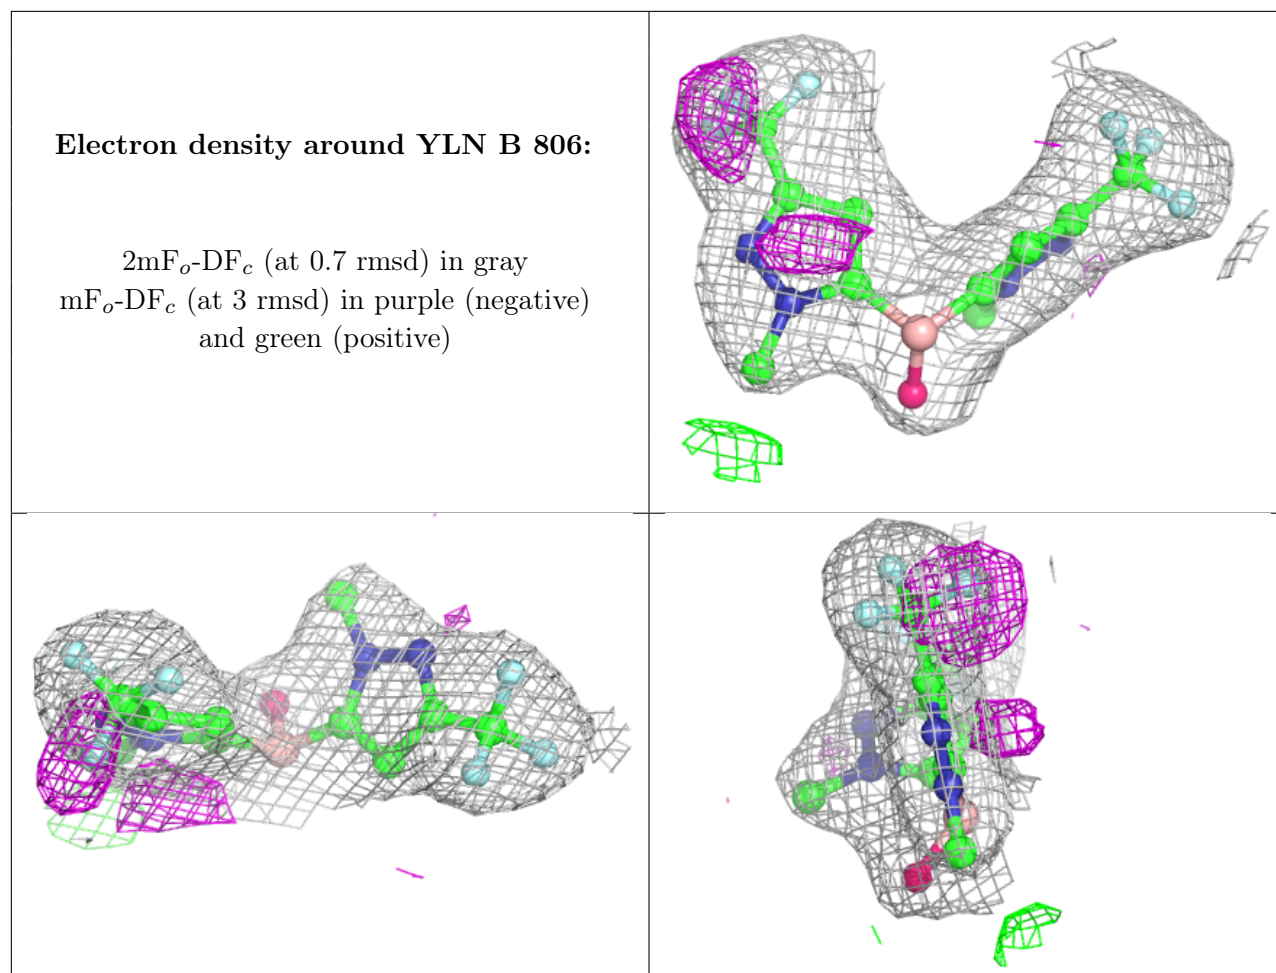 Electron density around YLN B 806:
2mFo-DFc (at 0.7 rmsd) in gray
mFo-DFc (at 3 rmsd) in purple (negative)
and green (positive)